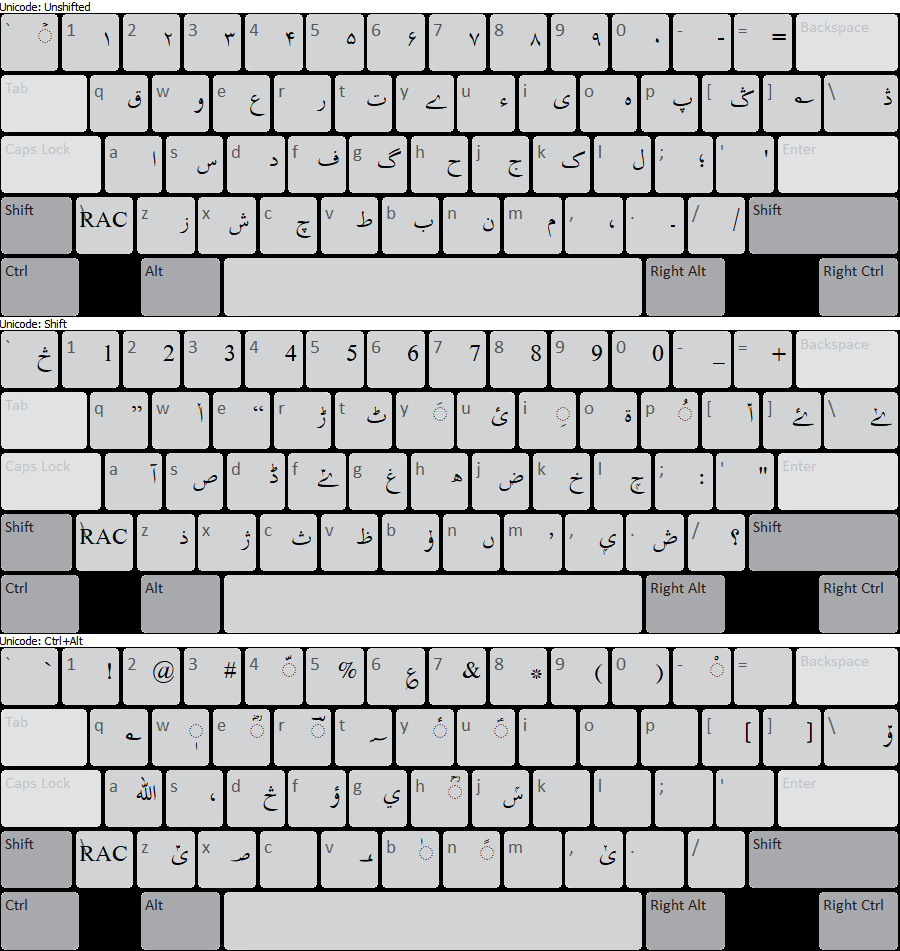 Unicode: Unshifted
` 1 ۱ 2 ۲ 3 ۳ 4 ۴ 5 ۵ 6 ۶ 7 ۷ 8 ۸ 9 ۹ 0 ۰ - - = = Backspace
Tab q ق w و e ع r ر t ت y ے u ء i ی o ہ p پ [ ] \
Caps Lock a ا s س d د f ف g گ h ح j ج k ک l ل ; ؛ ' ' Enter
Shift \ RAC z ز x ش c چ v ط b ب n ن m م , ، . ۔ / / Shift
Ctrl Alt Right Alt Right Ctrl
Unicode: Shift
` 1 1 2 2 3 3 4 4 5 5 6 6 7 7 8 8 9 9 0 0 - _ = + Backspace
Tab q ” w e “ r ڑ t ٹ y َ u ئ i ِ o ۃ p ُ [ ] \
Caps Lock a آ s ص d ڈ f g غ h ھ j ض k خ l ; : ' " Enter
Shift \ RAC z ذ x ژ c ث v ظ b n ں m ’ , . / ؟ Shift
Ctrl Alt Right Alt Right Ctrl
Unicode: Ctrl+Alt
` ` 1 ! 2 @ 3 # 4 5 % 6 7 & 8 * 9 ( 0 ) - = Backspace
Tab q w e r t y u i o p [ [ ] ] \
Caps Lock a ﷲ s ، d f ؤ g ي h j k l ; ' Enter
Shift \ RAC z x c v b n m , . / Shift
Ctrl Alt Right Alt Right Ctrl